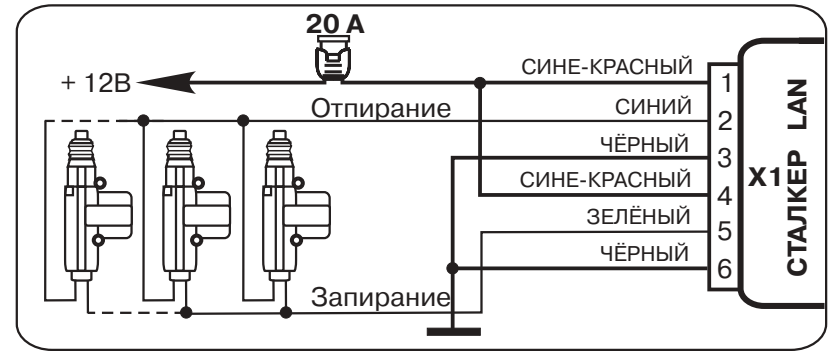 20 А
+ 12В
СИНЕ-КРАСНЫЙ 1
Отпирание СИНИЙ 2
ЧЁРНЫЙ 3
СИНЕ-КРАСНЫЙ 4
ЗЕЛЁНЫЙ 5
ЧЁРНЫЙ 6
Запирание
X1
СТАЛКЕР LAN